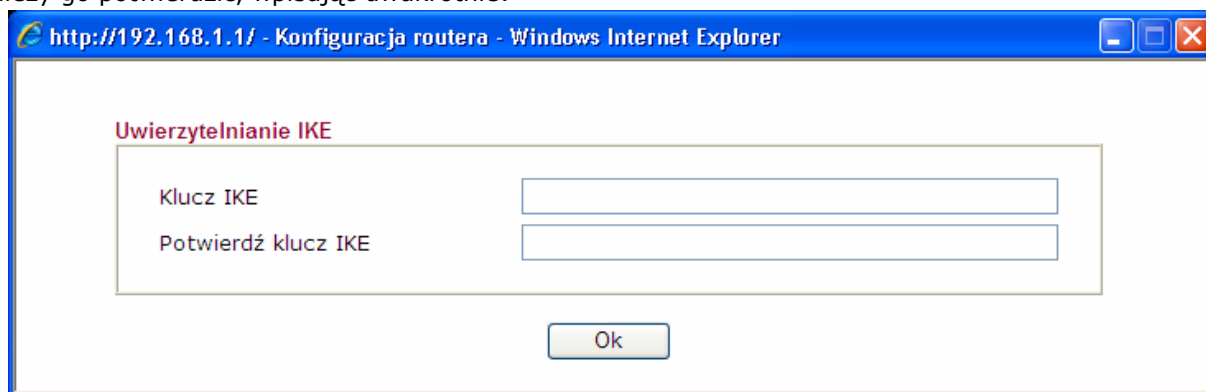 http://192.168.1.1/ - Konfiguracja routera - Windows Internet Explorer
Uwierzytelnianie IKE
Klucz IKE
Potwierdź klucz IKE
Ok